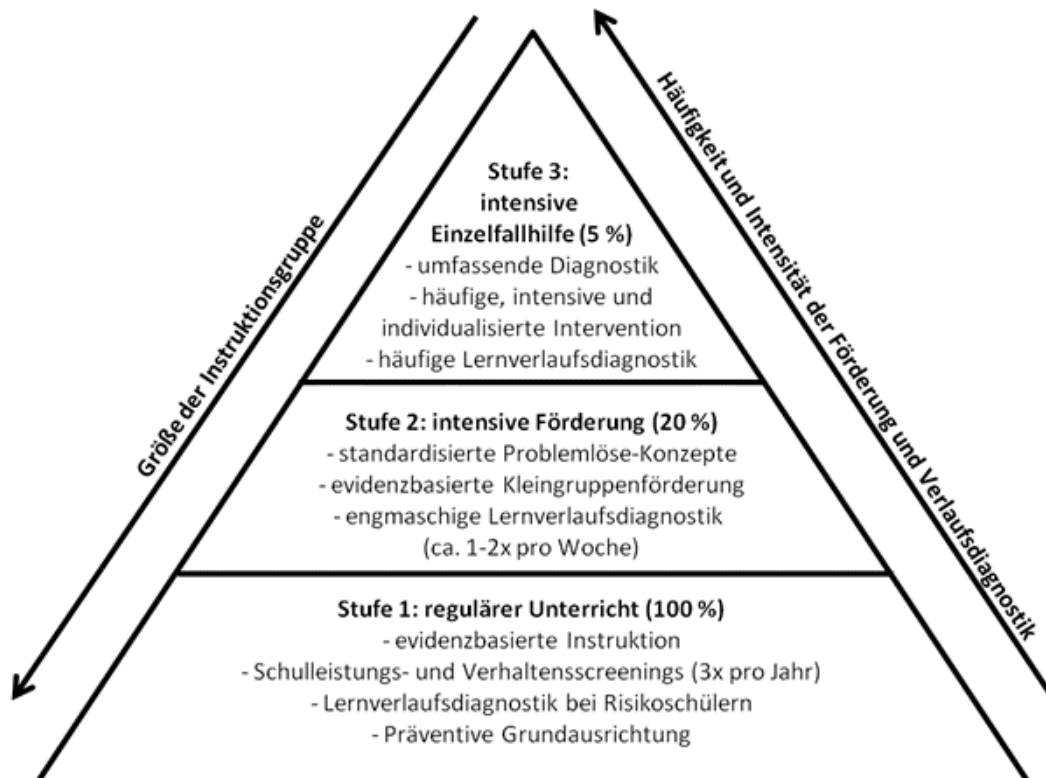 Größe der Instruktionsgruppe
Häufigkeit und Intensität der Förderung und Verlaufsdiagnostik
Stufe 3:
intensive
Einzelfallhilfe (5 %)
- umfassende Diagnostik
- häufige, intensive und
individualisierte Intervention
- häufige Lernverlaufsdiagnostik
Stufe 2: intensive Förderung (20 %)
- standardisierte Problemlöse-Konzepte
- evidenzbasierte Kleingruppenförderung
- engmaschige Lernverlaufsdiagnostik
(ca. 1-2x pro Woche)
Stufe 1: regulärer Unterricht (100 %)
- evidenzbasierte Instruktion
- Schulleistungs- und Verhaltensscreenings (3x pro Jahr)
- Lernverlaufsdiagnostik bei Risikoschülern
- Präventive Grundausrichtung